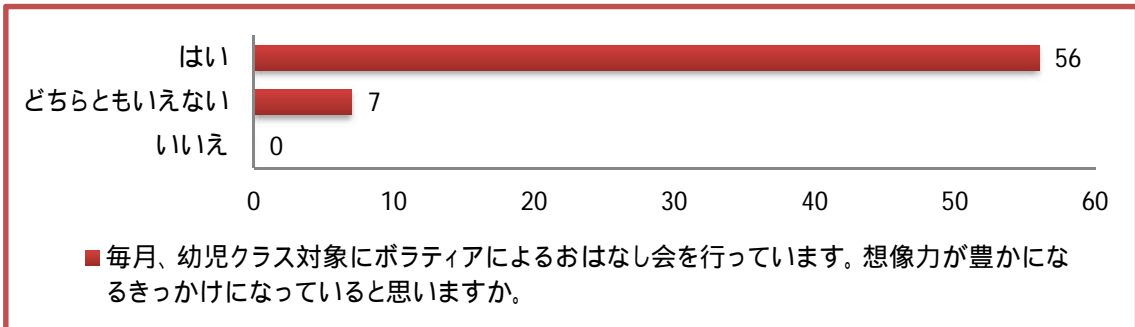 はい 56
どちらともいえない 7
いいえ 0
0 10 20 30 40 50 60
毎月、幼児クラス対象にボラティアによるおはなし会を行っています。想像力が豊かにな
るきっかけになっていると思いますか。